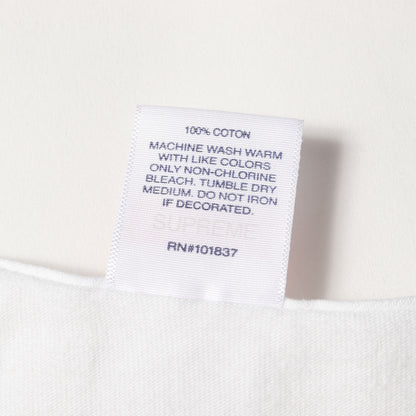 100% COTTON
MACHINE WASH WARM
WITH LIKE COLORS
ONLY NON-CHLORINE
BLEACH. TUMBLE DRY
MEDIUM. DO NOT IRON
IF DECORATED.
SUPREME
RN#101837